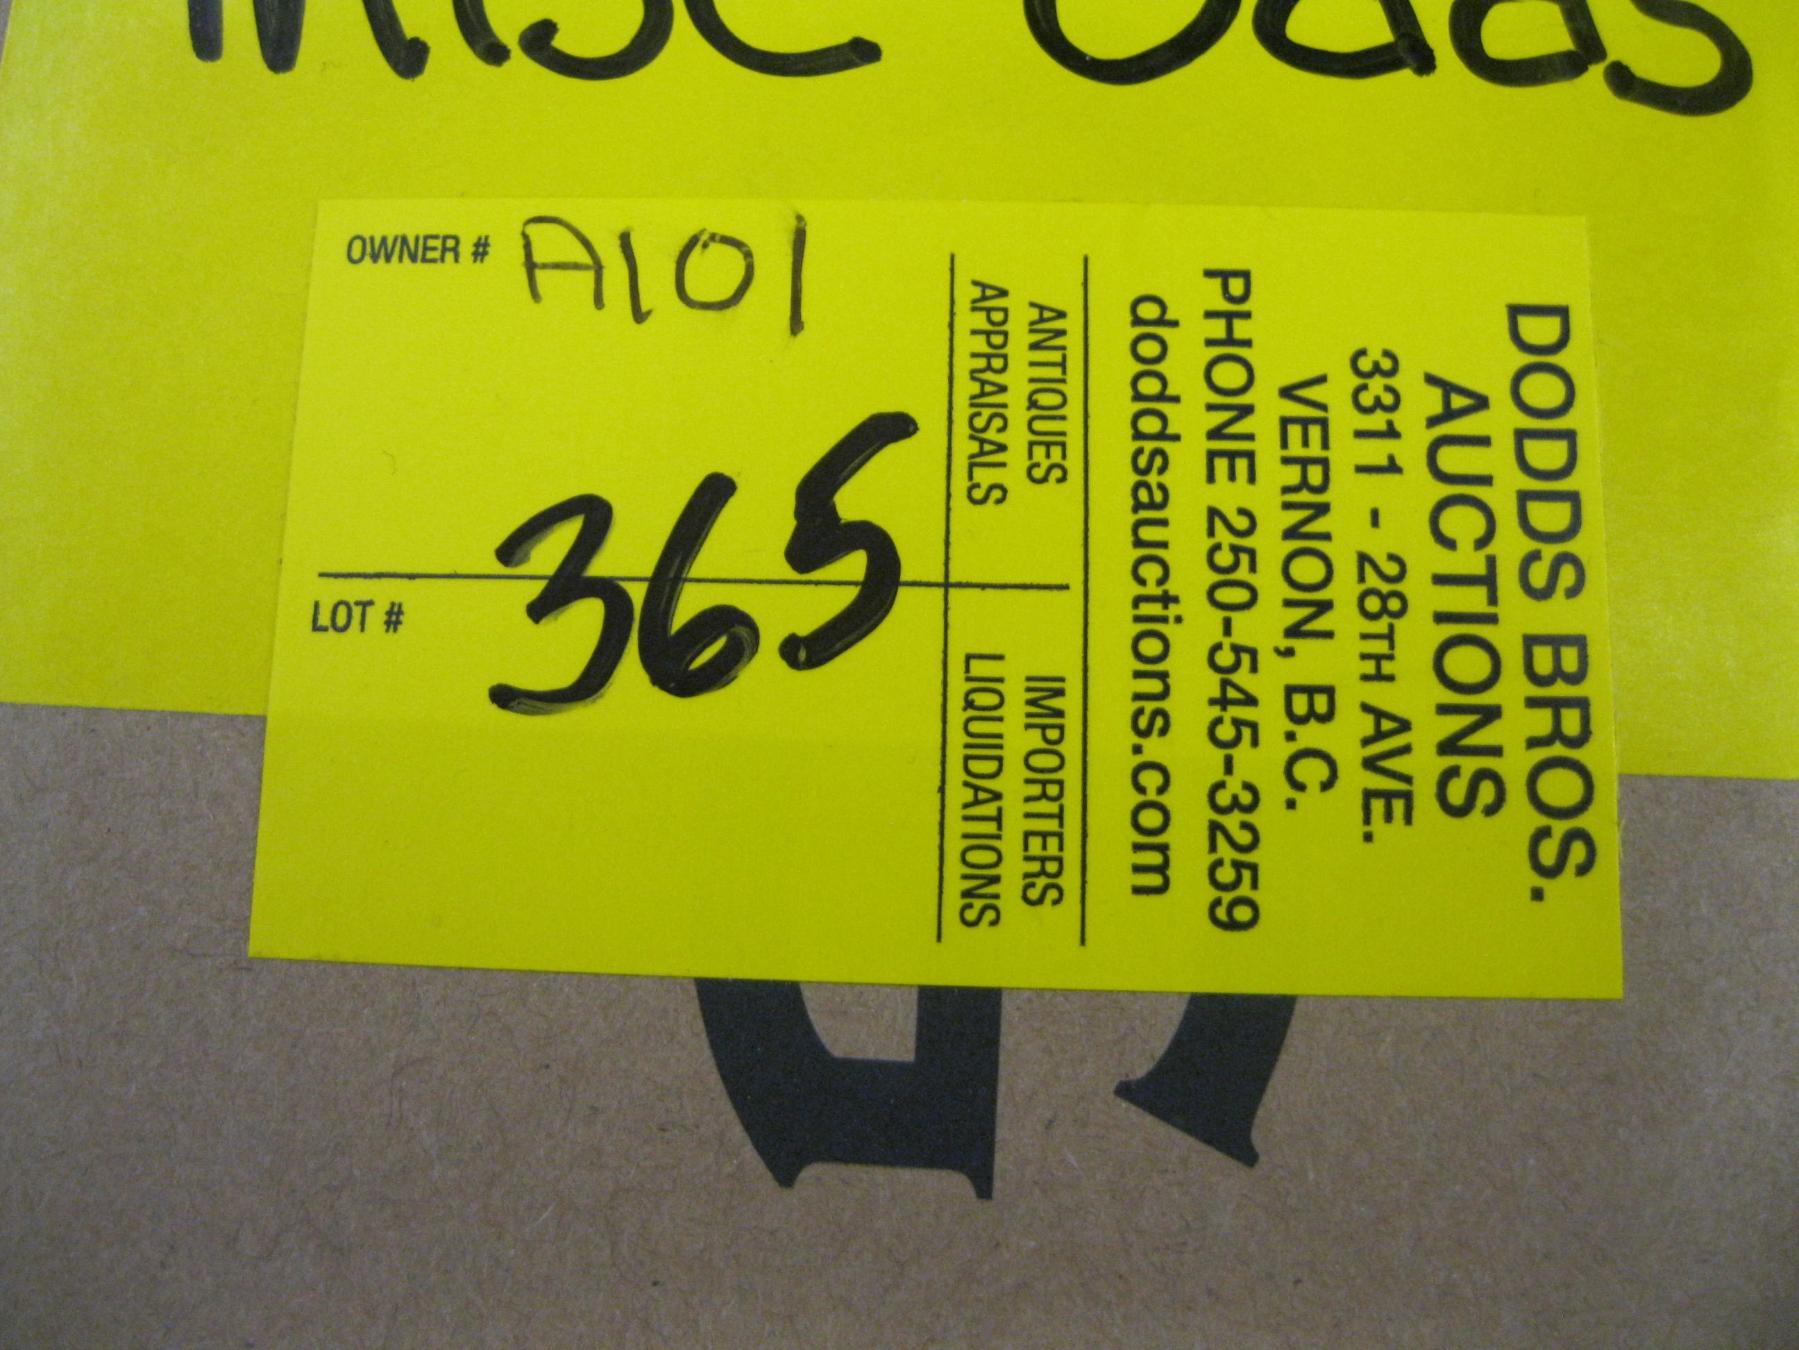 misc odds
OWNER # A101
LOT # 365
DODDS BROS.
AUCTIONS
3311 - 28TH AVE.
VERNON, B.C.
PHONE 250-545-3259
doddsauctions.com
ANTIQUES
APPRAISALS
IMPORTERS
LIQUIDATIONS